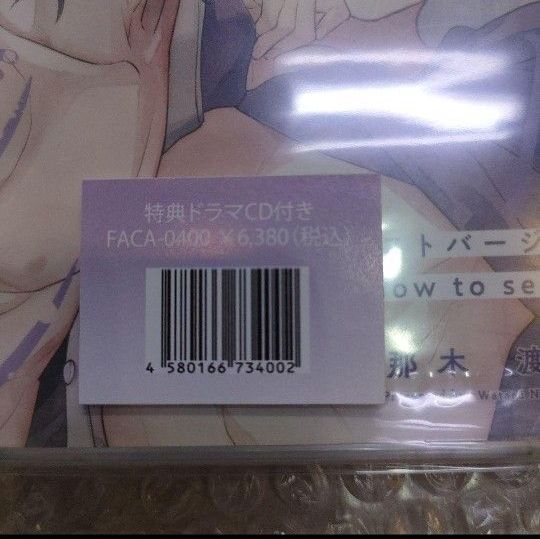 特典ドラマCD付き
FACA-0400 ¥6,380(税込)
4 580166 734002
トバージ
ow to se
那木 渡